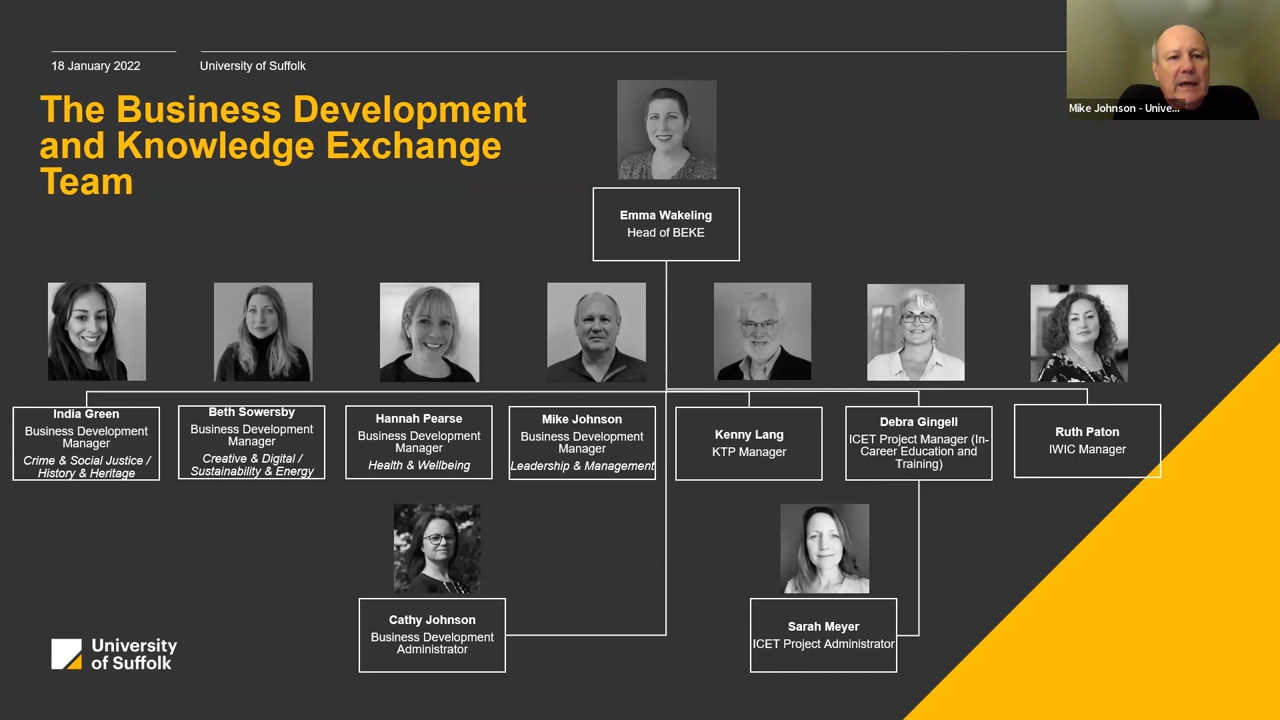 18 January 2022
University of Suffolk
Mike Johnson - Unive...
The Business Development
and Knowledge Exchange
Team
Emma Wakeling
Head of BEKE
India Green
Business Development
Manager
Crime & Social Justice /
History & Heritage
Beth Sowersby
Business Development
Manager
Creative & Digital /
Sustainability & Energy
Hannah Pearse
Business Development
Manager
Health & Wellbeing
Mike Johnson
Business Development
Manager
Leadership & Management
Kenny Lang
KTP Manager
Debra Gingell
ICET Project Manager (In-
Career Education and
Training)
Ruth Paton
IWIC Manager
Cathy Johnson
Business Development
Administrator
Sarah Meyer
ICET Project Administrator
University
of Suffolk